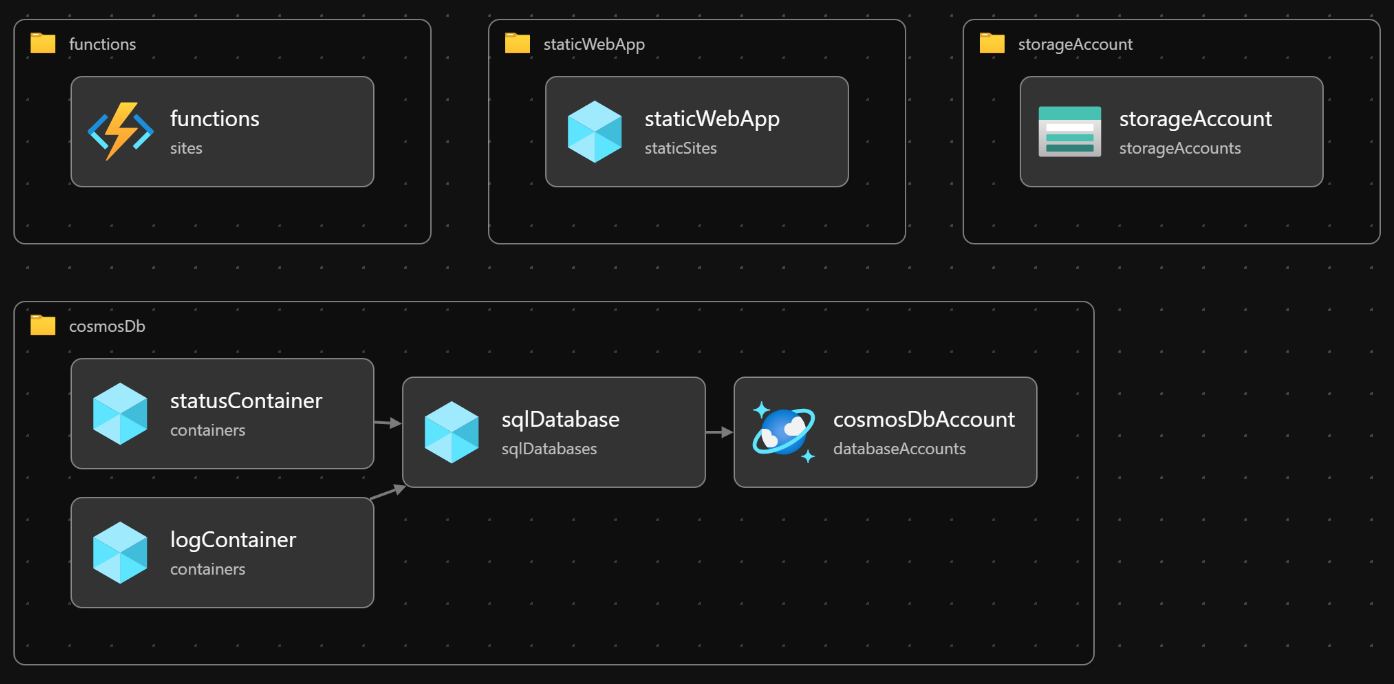 functions
functions
sites
staticWebApp
staticWebApp
staticSites
storageAccount
storageAccount
storageAccounts
cosmosDb
statusContainer
containers
sqlDatabase
sqlDatabases
cosmosDbAccount
databaseAccounts
logContainer
containers